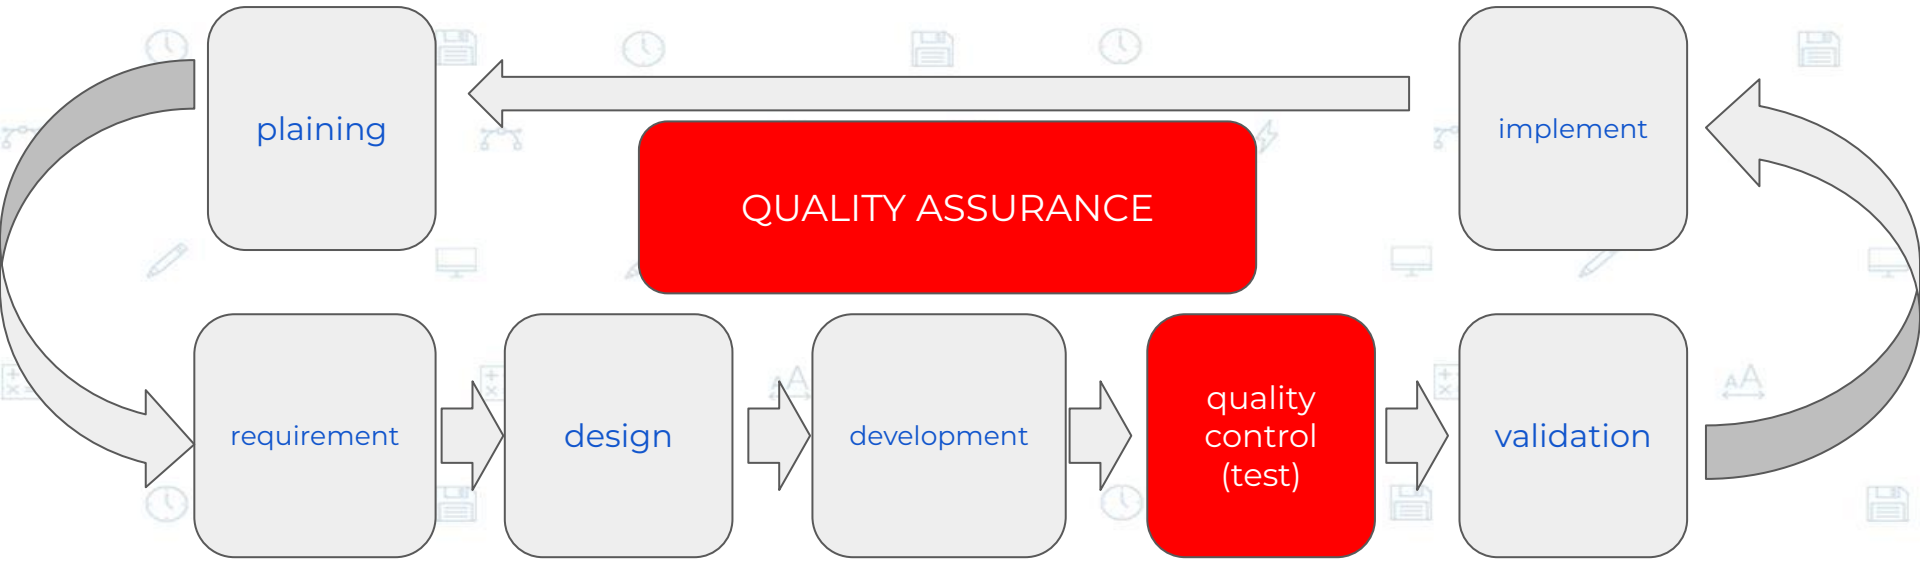 plaining
implement
QUALITY ASSURANCE
requirement
design
development
quality
control
(test)
validation